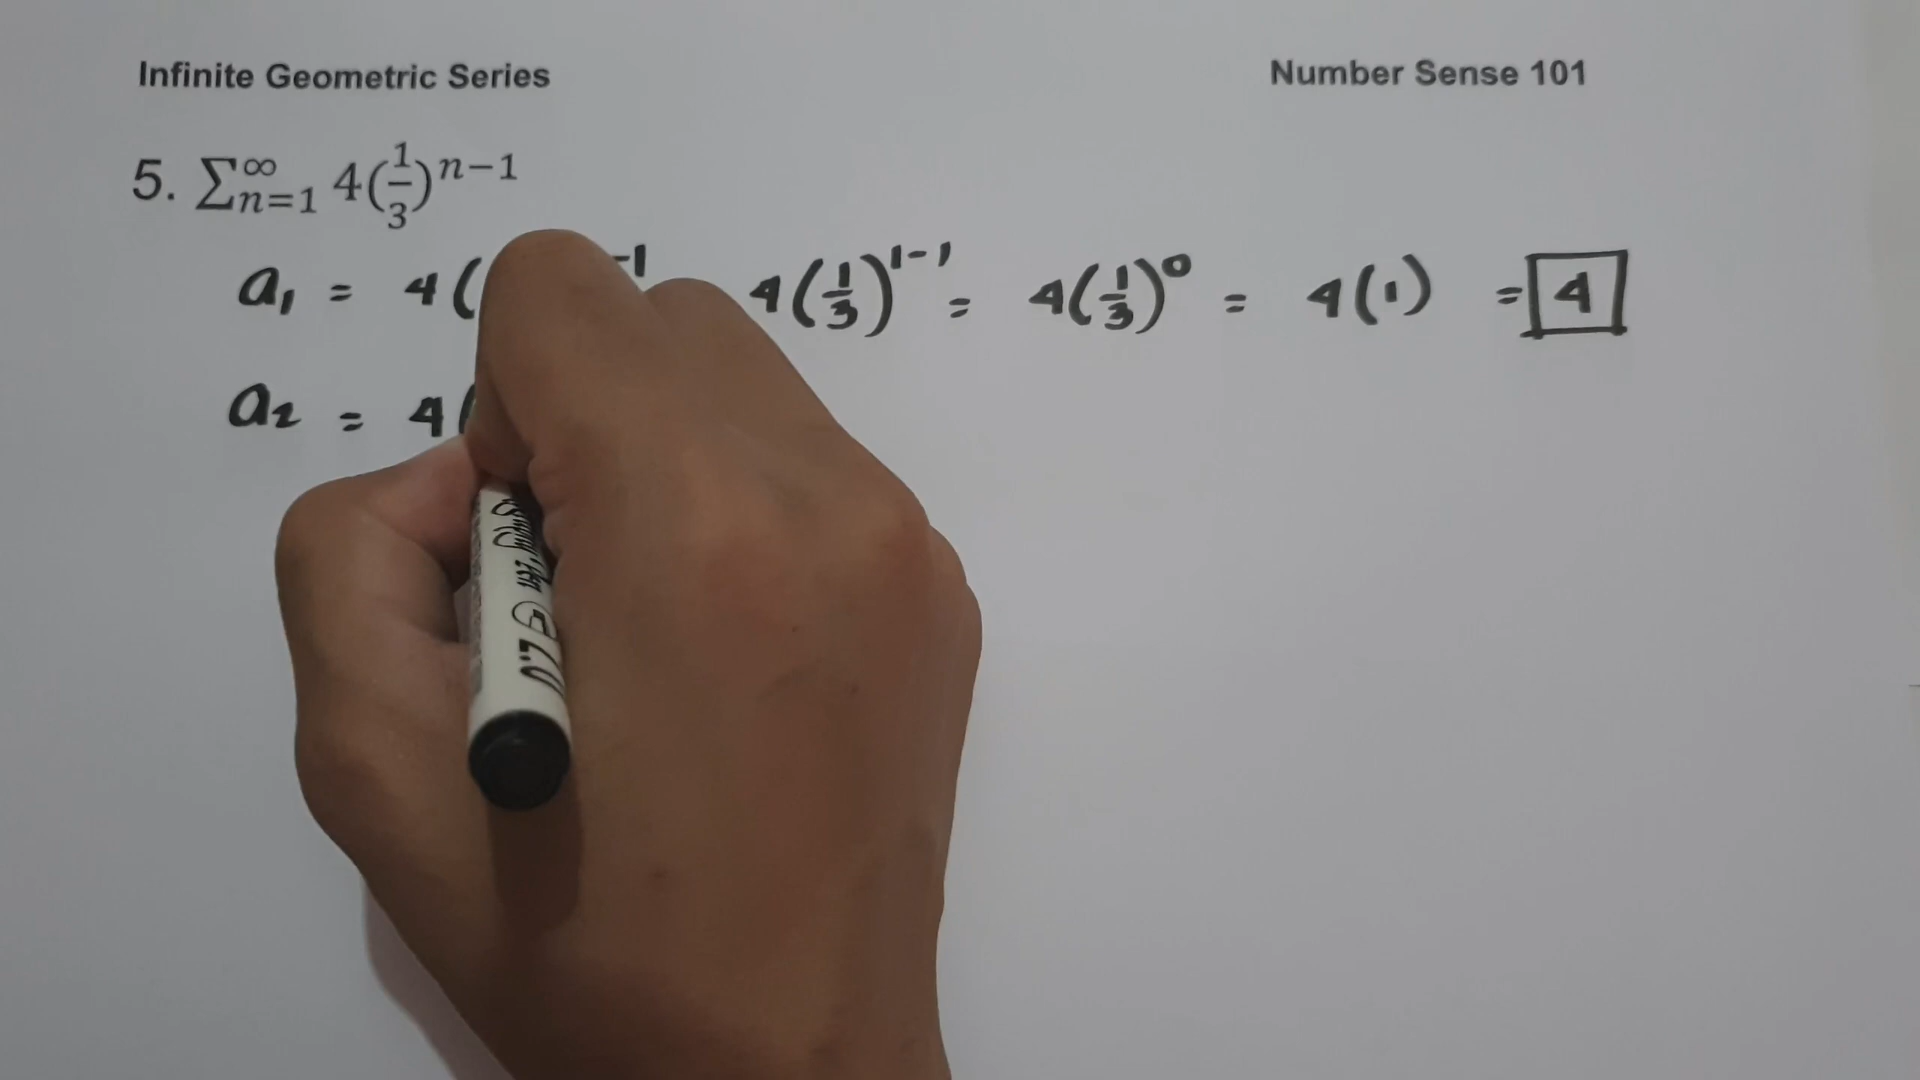 Infinite Geometric Series
Number Sense 101
5. ∑_{n=1}^{∞} 4(1/3)^{n-1}
a₁ = 4( -1 4(1/3)^{1-1} = 4(1/3)^0 = 4(1) = 4
a₂ = 4(